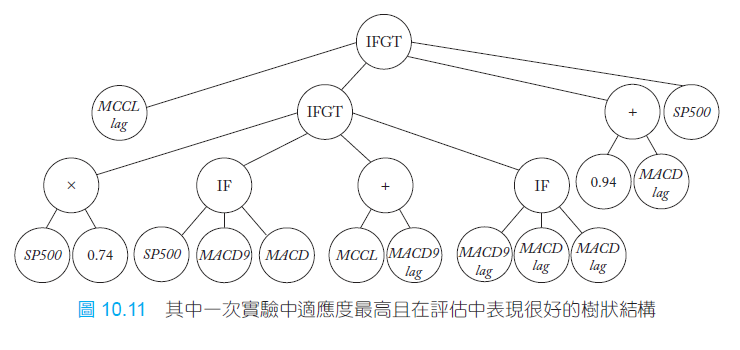 IFGT
MCCL
lag
IFGT
+
SP500
×
IF
+
IF
0.94
MACD
lag
SP500
0.74
SP500
MACD9
MACD
MCCL
MACD9
lag
MACD9
lag
MACD
lag
MACD
lag
圖 10.11 其中一次實驗中適應度最高且在評估中表現很好的樹狀結構